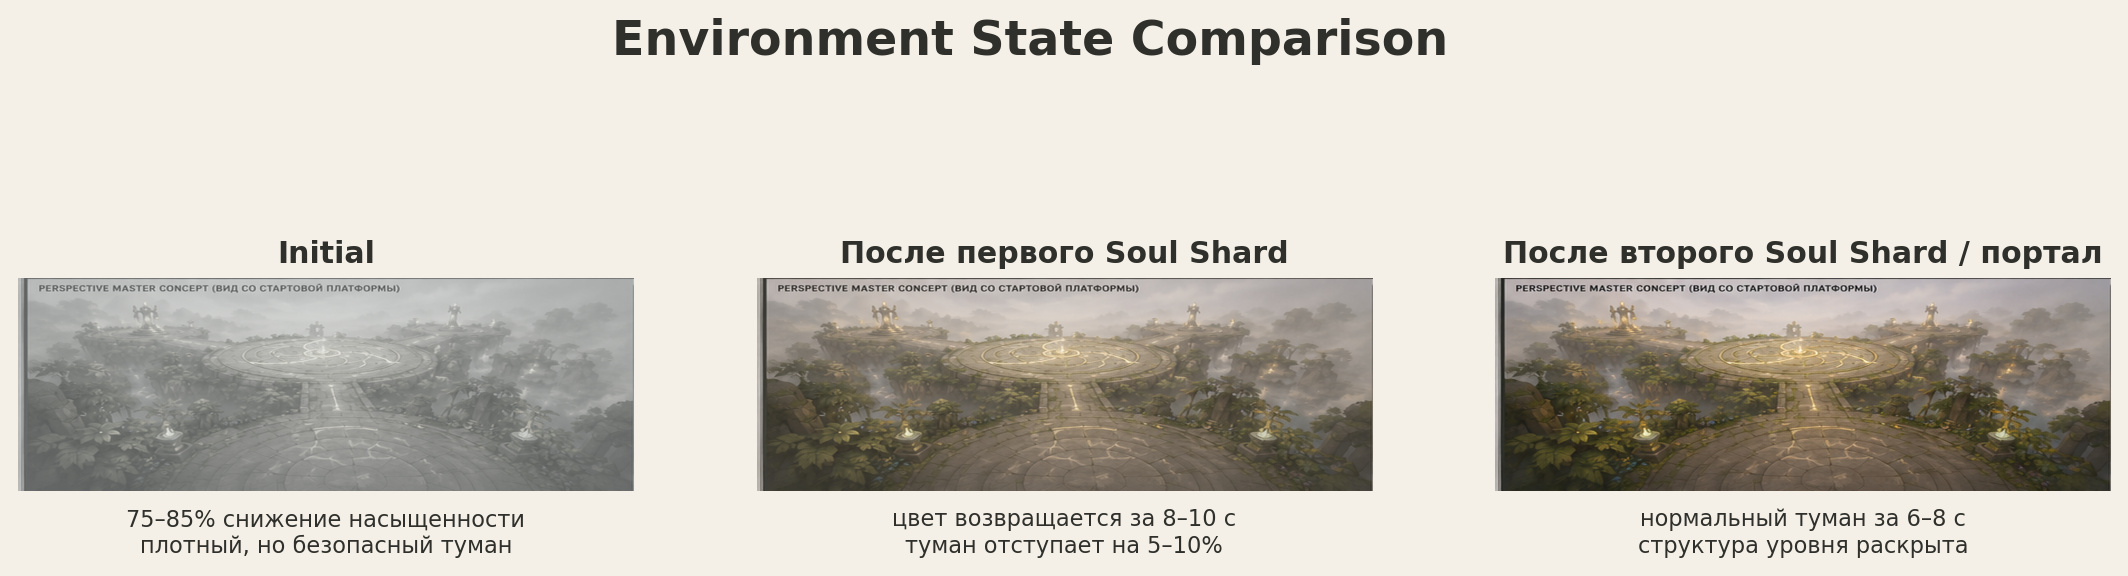 Environment State Comparison
Initial
PERSPECTIVE MASTER CONCEPT (ВИД СО СТАРТОВОЙ ПЛАТФОРМЫ)
75–85% снижение насыщенности
плотный, но безопасный туман
После первого Soul Shard
PERSPECTIVE MASTER CONCEPT (ВИД СО СТАРТОВОЙ ПЛАТФОРМЫ)
цвет возвращается за 8–10 с
туман отступает на 5–10%
После второго Soul Shard / портал
PERSPECTIVE MASTER CONCEPT (ВИД СО СТАРТОВОЙ ПЛАТФОРМЫ)
нормальный туман за 6–8 с
структура уровня раскрыта